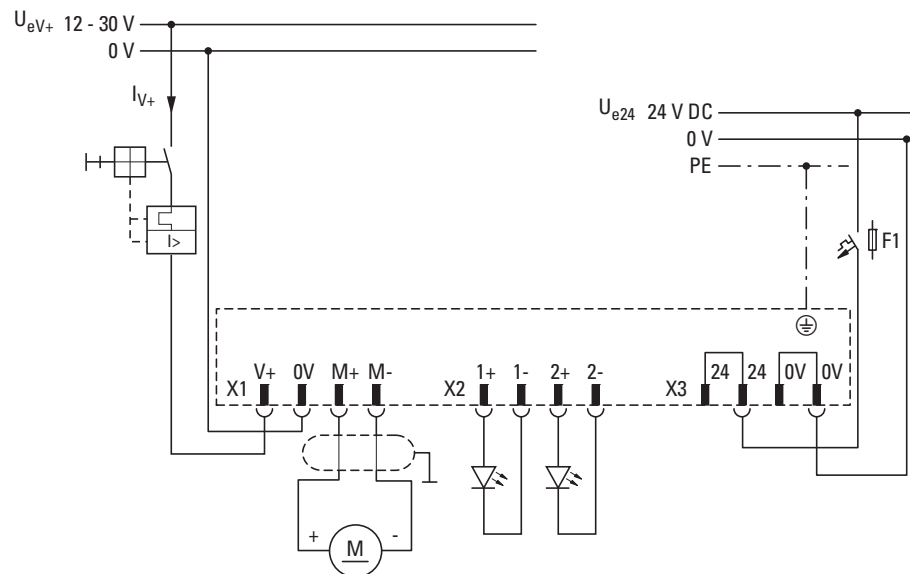 UeV+ 12 - 30 V
0 V
IV+
Ue24 24 V DC
0 V
PE
I>
F1
X1 V+ 0V M+ M- X2 1+ 1- 2+ 2- X3 24 24 0V 0V
+ M -